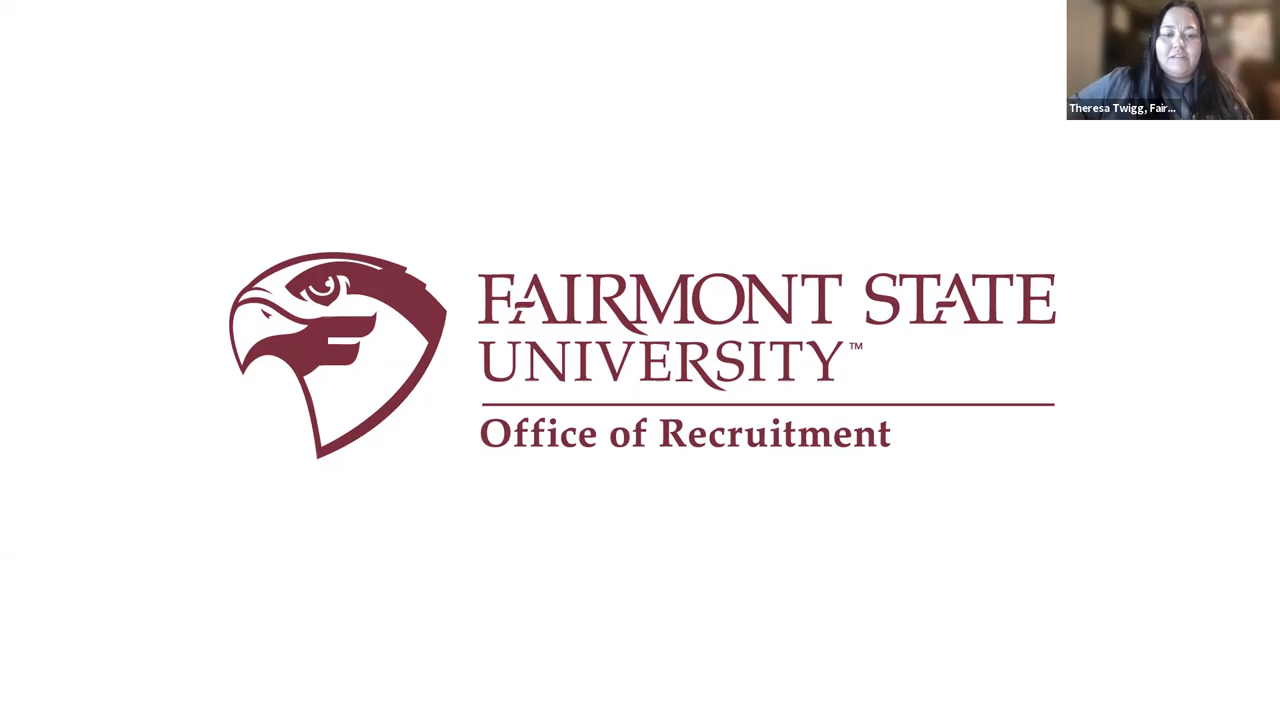 Theresa Twigg, Fair...
FAIRMONT STATE
UNIVERSITY™
Office of Recruitment